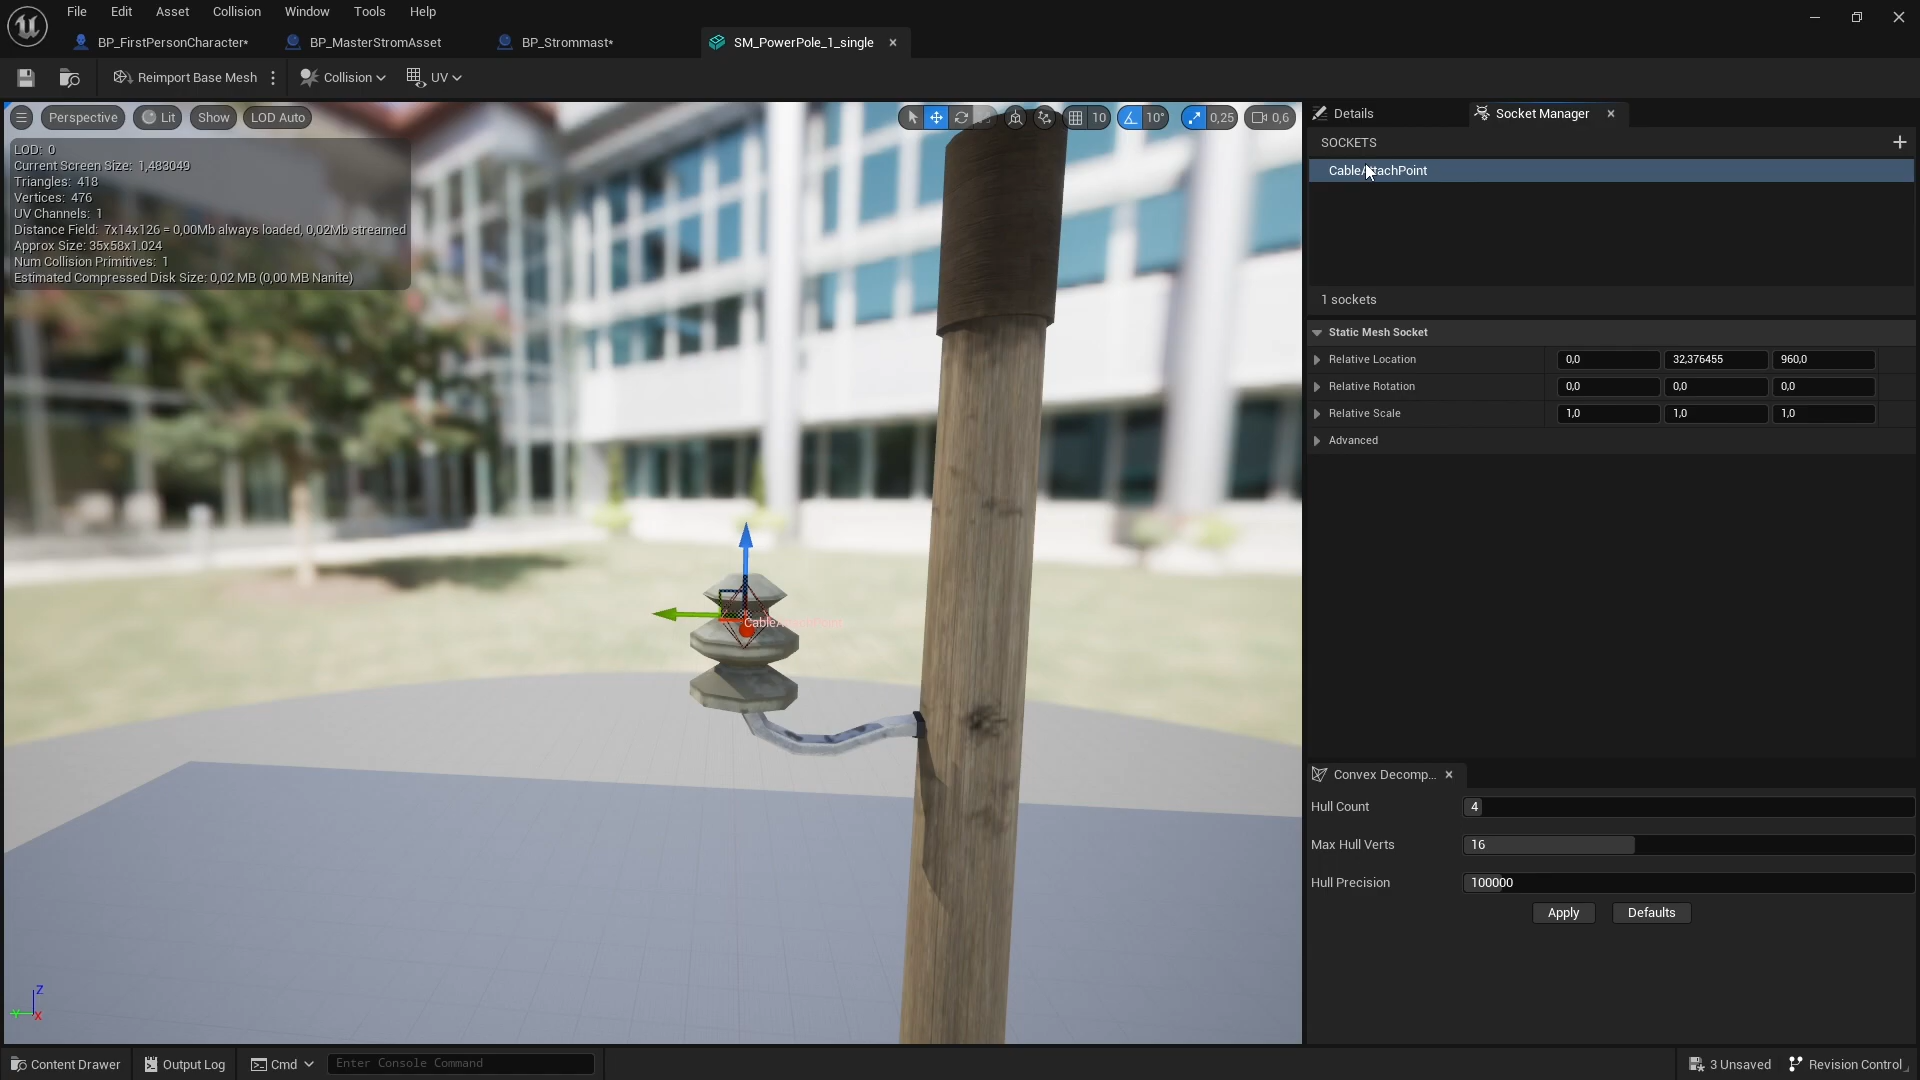 File Edit Asset Collision Window Tools Help
BP_FirstPersonCharacter* BP_MasterStromAsset BP_Strommast* SM_PowerPole_1_single
Reimport Base Mesh Collision UV
Perspective Lit Show LOD Auto 10 10° 0,25 0,6
LOD: 0
Current Screen Size: 1,483049
Triangles: 418
Vertices: 476
UV Channels: 1
Distance Field: 7x14x126 = 0,00Mb always loaded, 0,02Mb streamed
Approx Size: 35x58x1.024
Num Collision Primitives: 1
Estimated Compressed Disk Size: 0,02 MB (0,00 MB Nanite)
Z
Y
X
Details Socket Manager
SOCKETS
CableAttachPoint
1 sockets
Static Mesh Socket
Relative Location 0,0 32,376455 960,0
Relative Rotation 0,0 0,0 0,0
Relative Scale 1,0 1,0 1,0
Advanced
Convex Decomp...
Hull Count 4
Max Hull Verts 16
Hull Precision 100000
Apply Defaults
Content Drawer Output Log Cmd Enter Console Command 3 Unsaved Revision Control